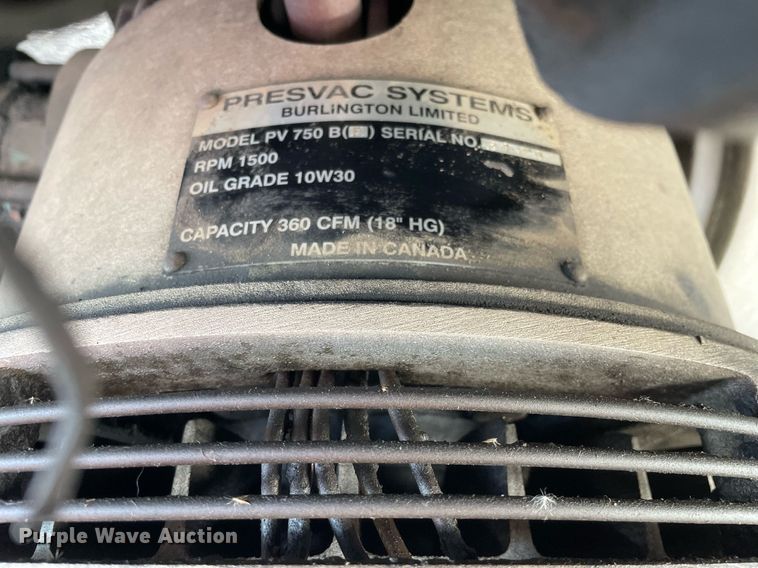 PRESVAC SYSTEMS
BURLINGTON LIMITED
MODEL PV 750 B( ) SERIAL NO.
RPM 1500
OIL GRADE 10W30
CAPACITY 360 CFM (18" HG)
MADE IN CANADA
Purple Wave Auction